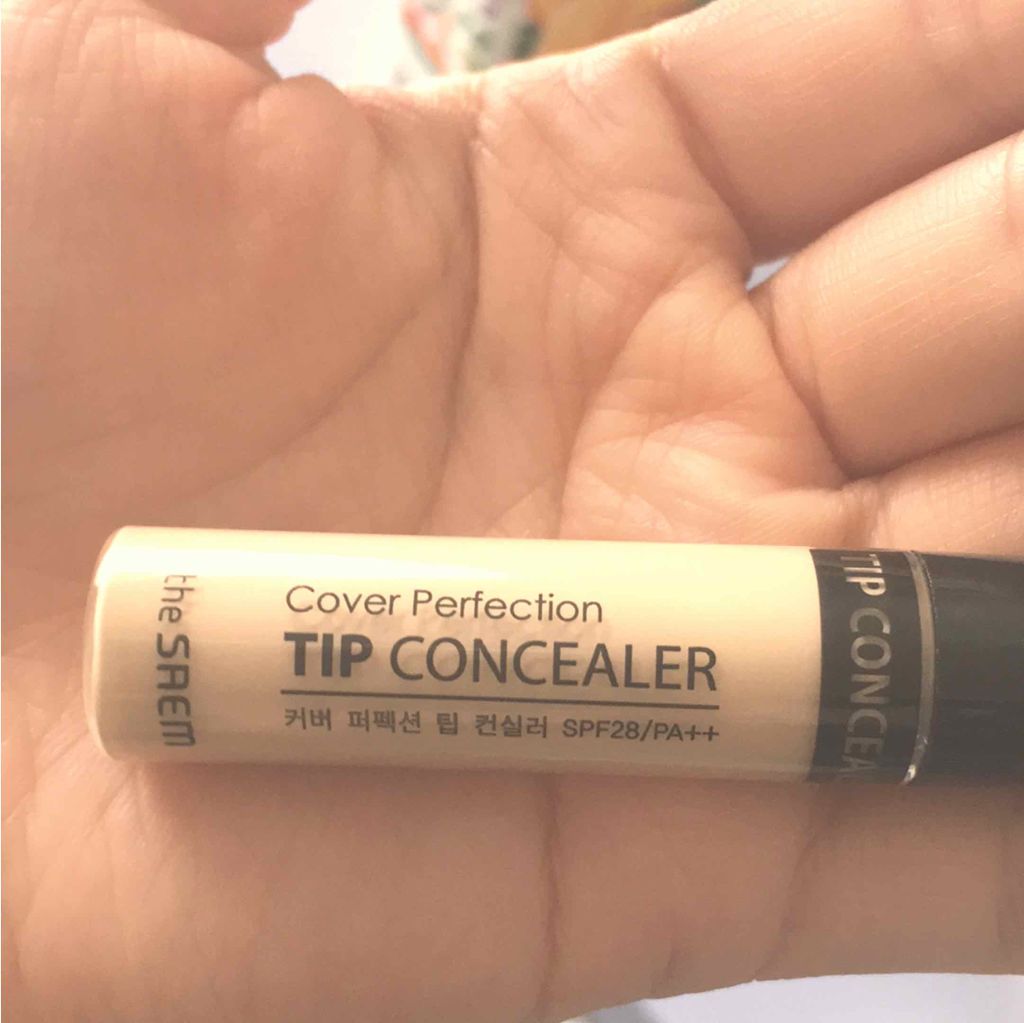 the SAEM
Cover Perfection
TIP CONCEALER
커버 퍼펙션 팁 컨실러 SPF28/PA++
TIP CONCEA